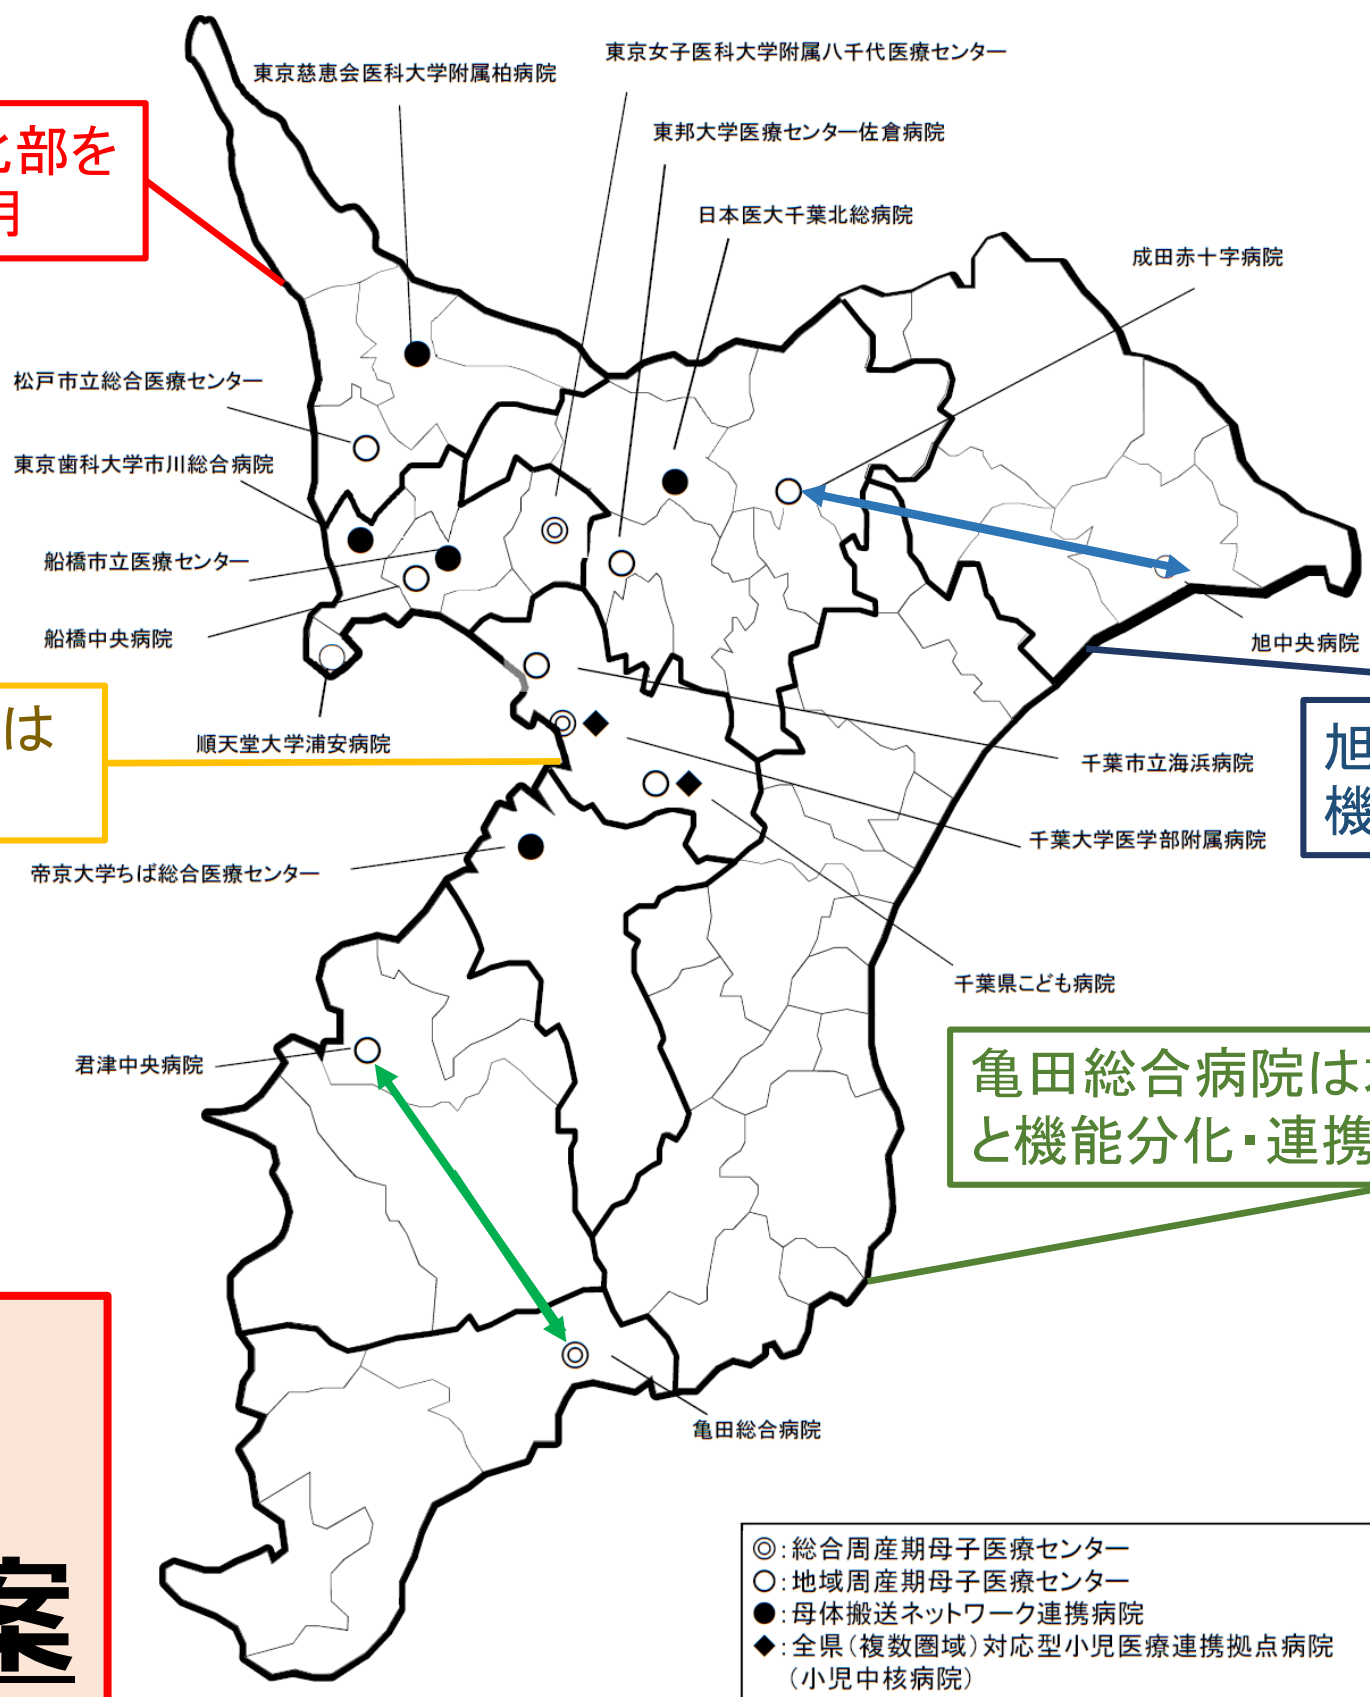 東京慈恵会医科大学附属柏病院
東京女子医科大学附属八千代医療センター
東邦大学医療センター佐倉病院
日本医大千葉北総病院
成田赤十字病院
部を
松戸市立総合医療センター
東京歯科大学市川総合病院
船橋市立医療センター
船橋中央病院
順天堂大学浦安病院
は
旭中央病院
旭
機
千葉市立海浜病院
千葉大学医学部附属病院
帝京大学ちば総合医療センター
千葉県こども病院
君津中央病院
亀田総合病院は
と機能分化・連携
亀田総合病院
案
◎:総合周産期母子医療センター
○:地域周産期母子医療センター
●:母体搬送ネットワーク連携病院
◆:全県(複数圏域)対応型小児医療連携拠点病院
(小児中核病院)